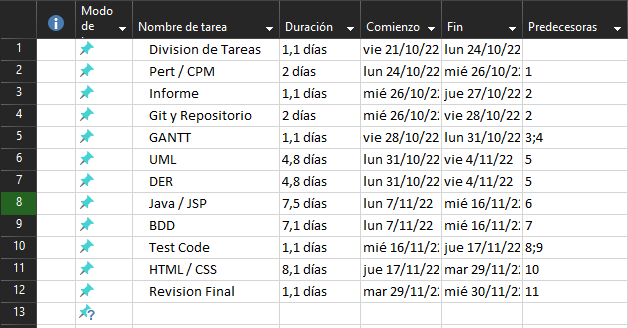 Modo de Nombre de tarea Duración Comienzo Fin Predecesoras
1 Division de Tareas 1,1 días vie 21/10/22 lun 24/10/22
2 Pert / CPM 2 días lun 24/10/22 mié 26/10/22 1
3 Informe 1,1 días mié 26/10/22 jue 27/10/22 2
4 Git y Repositorio 2 días mié 26/10/22 vie 28/10/22 2
5 GANTT 1,1 días vie 28/10/22 lun 31/10/22 3;4
6 UML 4,8 días lun 31/10/22 vie 4/11/22 5
7 DER 4,8 días lun 31/10/22 vie 4/11/22 5
8 Java / JSP 7,5 días lun 7/11/22 mié 16/11/22 6
9 BDD 7,1 días lun 7/11/22 mié 16/11/22 7
10 Test Code 1,1 días mié 16/11/22 jue 17/11/22 8;9
11 HTML / CSS 8,1 días jue 17/11/22 mar 29/11/22 10
12 Revision Final 1,1 días mar 29/11/22 mié 30/11/22 11
13 ?